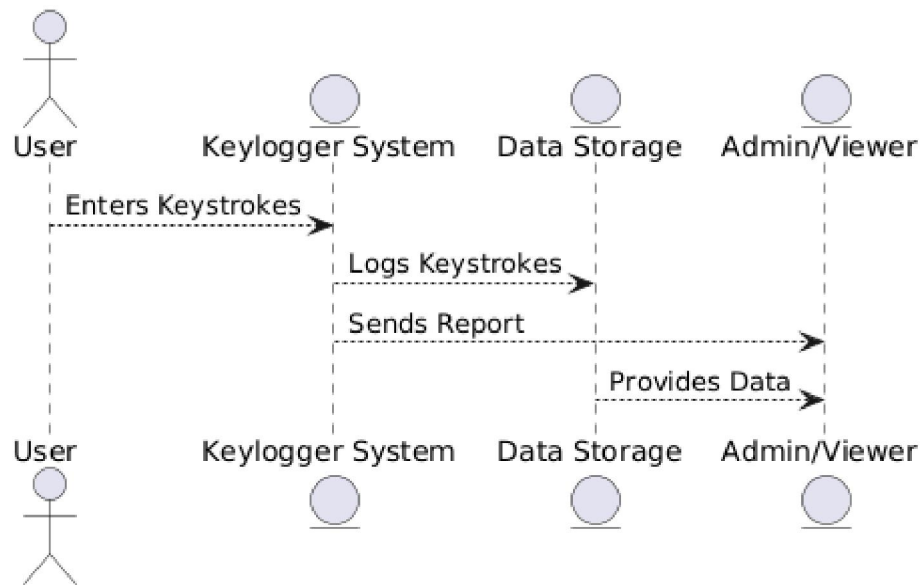 User
Keylogger System
Data Storage
Admin/Viewer
Enters Keystrokes
Logs Keystrokes
Sends Report
Provides Data
User
Keylogger System
Data Storage
Admin/Viewer